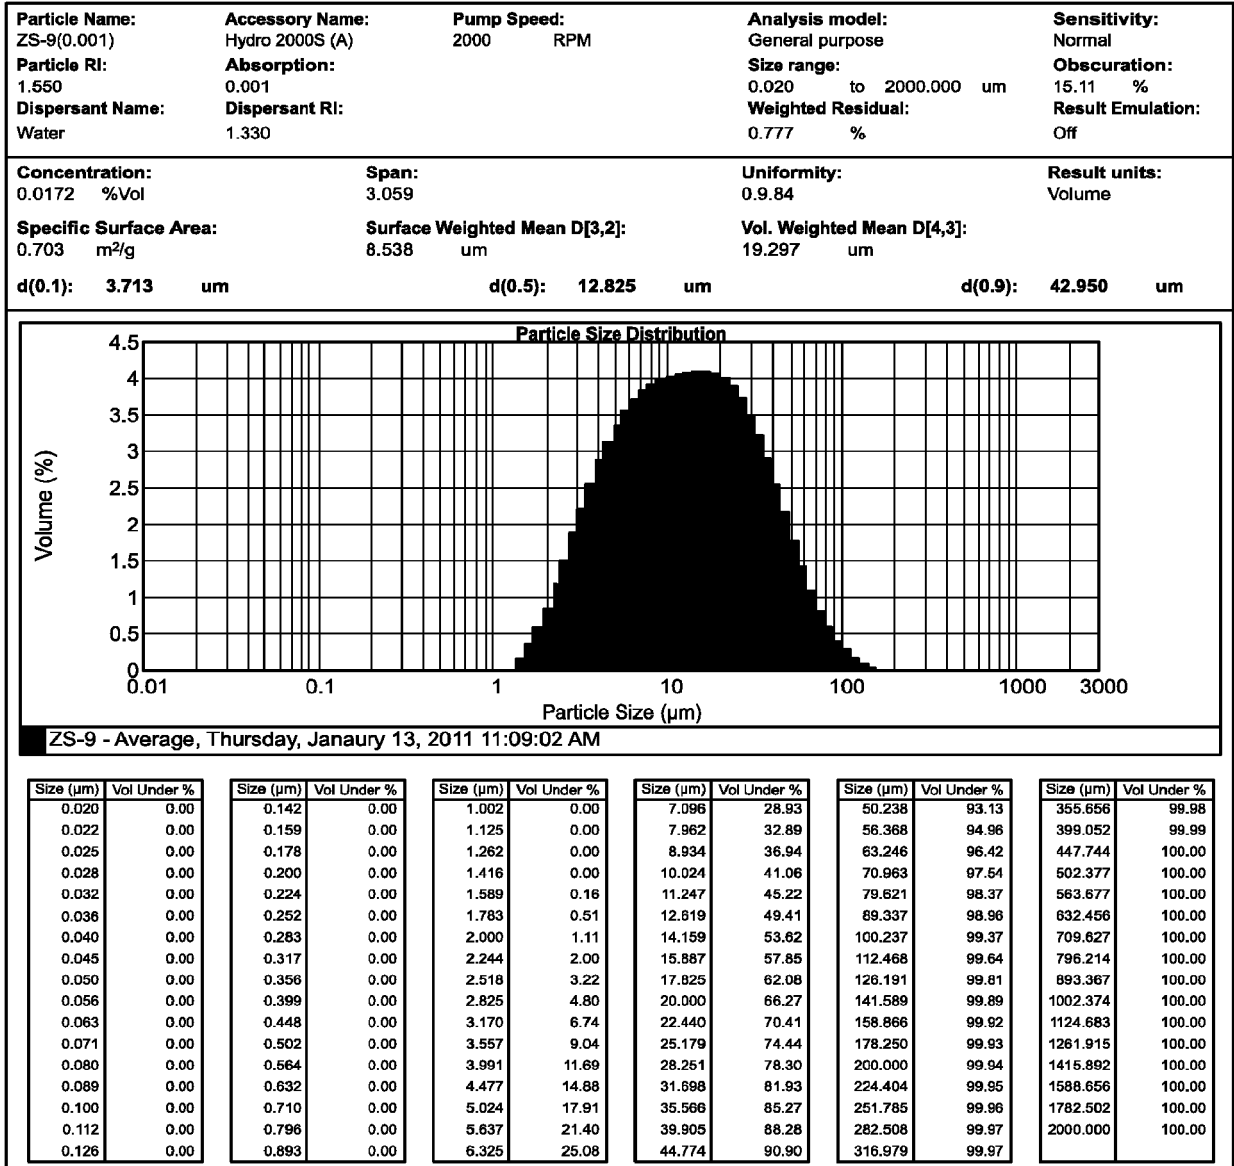 Particle Name: Accessory Name: Pump Speed: Analysis model: Sensitivity:
ZS-9(0.001) Hydro 2000S (A) 2000 RPM General purpose Normal
Particle RI: Absorption: Size range: Obscuration:
1.550 0.001 0.020 to 2000.000 um 15.11 %
Dispersant Name: Dispersant RI: Weighted Residual: Result Emulation:
Water 1.330 0.777 % Off
Concentration: Span: Uniformity: Result units:
0.0172 %Vol 3.059 0.9.84 Volume
Specific Surface Area: Surface Weighted Mean D[3,2]: Vol. Weighted Mean D[4,3]:
0.703 m²/g 8.538 um 19.297 um
d(0.1): 3.713 um d(0.5): 12.825 um d(0.9): 42.950 um
Particle Size Distribution
4.5
4
3.5
3
2.5
2
1.5
1
0.5
0
Volume (%)
0.01 0.1 1 10 100 1000 3000
Particle Size (µm)
ZS-9 - Average, Thursday, Janaury 13, 2011 11:09:02 AM
Size (µm) Vol Under % Size (µm) Vol Under % Size (µm) Vol Under % Size (µm) Vol Under % Size (µm) Vol Under % Size (µm) Vol Under %
0.020 0.00 0.142 0.00 1.002 0.00 7.096 28.93 50.238 93.13 355.656 99.98
0.022 0.00 0.159 0.00 1.125 0.00 7.962 32.89 56.368 94.96 399.052 99.99
0.025 0.00 0.178 0.00 1.262 0.00 8.934 36.94 63.246 96.42 447.744 100.00
0.028 0.00 0.200 0.00 1.416 0.00 10.024 41.06 70.963 97.54 502.377 100.00
0.032 0.00 0.224 0.00 1.589 0.16 11.247 45.22 79.621 98.37 563.677 100.00
0.036 0.00 0.252 0.00 1.783 0.51 12.619 49.41 89.337 98.96 632.456 100.00
0.040 0.00 0.283 0.00 2.000 1.11 14.159 53.62 100.237 99.37 709.627 100.00
0.045 0.00 0.317 0.00 2.244 2.00 15.887 57.85 112.468 99.64 796.214 100.00
0.050 0.00 0.356 0.00 2.518 3.22 17.825 62.08 126.191 99.81 893.367 100.00
0.056 0.00 0.399 0.00 2.825 4.80 20.000 66.27 141.589 99.89 1002.374 100.00
0.063 0.00 0.448 0.00 3.170 6.74 22.440 70.41 158.866 99.92 1124.683 100.00
0.071 0.00 0.502 0.00 3.557 9.04 25.179 74.44 178.250 99.93 1261.915 100.00
0.080 0.00 0.564 0.00 3.991 11.69 28.251 78.30 200.000 99.94 1415.892 100.00
0.089 0.00 0.632 0.00 4.477 14.88 31.698 81.93 224.404 99.95 1588.656 100.00
0.100 0.00 0.710 0.00 5.024 17.91 35.566 85.27 251.785 99.96 1782.502 100.00
0.112 0.00 0.796 0.00 5.637 21.40 39.905 88.28 282.508 99.97 2000.000 100.00
0.126 0.00 0.893 0.00 6.325 25.08 44.774 90.90 316.979 99.97